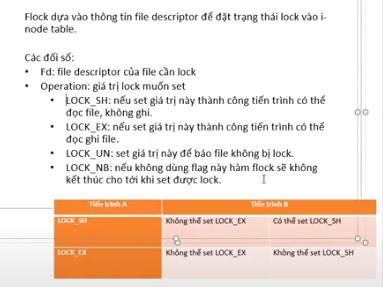 Flock dựa vào thông tin file descriptor để đặt trạng thái lock vào i-
node table.
Các đối số:
• Fd: file descriptor của file cần lock
• Operation: giá trị lock muốn set
• LOCK_SH: nếu set giá trị này thành công tiến trình có thể
đọc file, không ghi.
• LOCK_EX: nếu set giá trị này thành công tiến trình có thể
đọc ghi file.
• LOCK_UN: set giá trị này để báo file không bị lock.
• LOCK_NB: nếu không dùng flag này hàm flock sẽ không
kết thúc cho tới khi set được lock.
Tiến trình A Tiến trình B
LOCK_SH Không thể set LOCK_EX Có thể set LOCK_SH
LOCK_EX Không thể set LOCK_EX Không thể set LOCK_SH